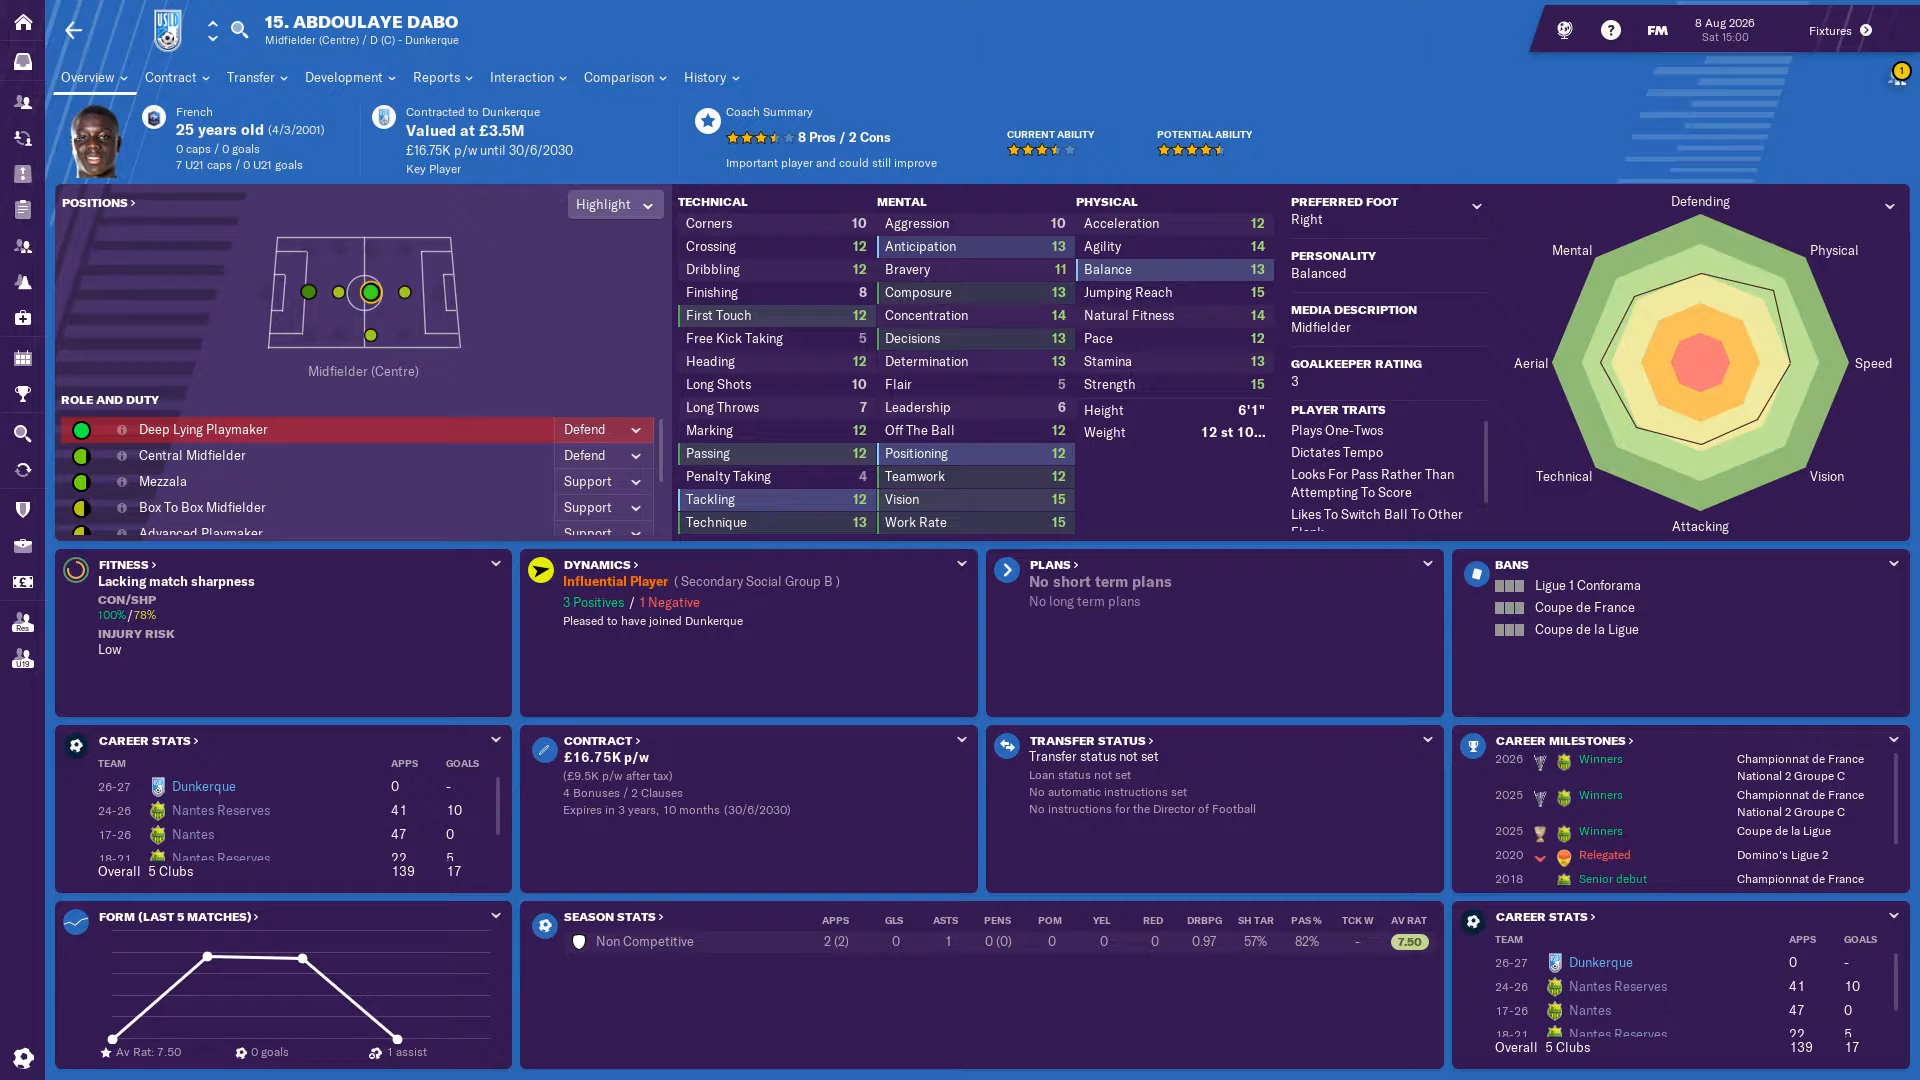 15. ABDOULAYE DABO
Midfielder (Centre) / D (C) - Dunkerque
FM
8 Aug 2026
Sat 15:00
Fixtures
Overview
Contract
Transfer
Development
Reports
Interaction
Comparison
History
1
French
25 years old (4/3/2001)
0 caps / 0 goals
7 U21 caps / 0 U21 goals
Contracted to Dunkerque
Valued at £3.5M
£16.75K p/w until 30/6/2030
Key Player
Coach Summary
8 Pros / 2 Cons
Important player and could still improve
CURRENT ABILITY
POTENTIAL ABILITY
POSITIONS >
Highlight
Midfielder (Centre)
ROLE AND DUTY
Deep Lying Playmaker Defend
Central Midfielder Defend
Mezzala Support
Box To Box Midfielder Support
Advanced Playmaker Support
TECHNICAL
Corners 10
Crossing 12
Dribbling 12
Finishing 8
First Touch 12
Free Kick Taking 5
Heading 12
Long Shots 10
Long Throws 7
Marking 12
Passing 12
Penalty Taking 4
Tackling 12
Technique 13
MENTAL
Aggression 10
Anticipation 13
Bravery 11
Composure 13
Concentration 14
Decisions 13
Determination 13
Flair 5
Leadership 6
Off The Ball 12
Positioning 12
Teamwork 12
Vision 15
Work Rate 15
PHYSICAL
Acceleration 12
Agility 14
Balance 13
Jumping Reach 15
Natural Fitness 14
Pace 12
Stamina 13
Strength 15
Height 6'1"
Weight 12 st 10...
PREFERRED FOOT
Right
PERSONALITY
Balanced
MEDIA DESCRIPTION
Midfielder
GOALKEEPER RATING
3
PLAYER TRAITS
Plays One-Twos
Dictates Tempo
Looks For Pass Rather Than
Attempting To Score
Likes To Switch Ball To Other
Flank
Defending
Physical
Speed
Vision
Attacking
Technical
Aerial
Mental
FITNESS >
Lacking match sharpness
CON/SHP
100%/78%
INJURY RISK
Low
DYNAMICS >
Influential Player ( Secondary Social Group B )
3 Positives / 1 Negative
Pleased to have joined Dunkerque
PLANS >
No short term plans
No long term plans
BANS
Ligue 1 Conforama
Coupe de France
Coupe de la Ligue
Res
U19
CAREER STATS >
TEAM APPS GOALS
26-27 Dunkerque 0 -
24-26 Nantes Reserves 41 10
17-26 Nantes 47 0
18-21 Nantes Reserves 22 5
Overall 5 Clubs 139 17
CONTRACT >
£16.75K p/w
(£9.5K p/w after tax)
4 Bonuses / 2 Clauses
Expires in 3 years, 10 months (30/6/2030)
TRANSFER STATUS >
Transfer status not set
Loan status not set
No automatic instructions set
No instructions for the Director of Football
CAREER MILESTONES >
2026 Winners Championnat de France
National 2 Groupe C
2025 Winners Championnat de France
National 2 Groupe C
2025 Winners Coupe de la Ligue
2020 Relegated Domino's Ligue 2
2018 Senior debut Championnat de France
FORM (LAST 5 MATCHES) >
Av Rat: 7.50
0 goals
1 assist
SEASON STATS >
APPS GLS ASTS PENS POM YEL RED DRBPG SH TAR PAS % TCK W AV RAT
Non Competitive 2 (2) 0 1 0 (0) 0 0 0 0.97 57% 82% - 7.50
CAREER STATS >
TEAM APPS GOALS
26-27 Dunkerque 0 -
24-26 Nantes Reserves 41 10
17-26 Nantes 47 0
18-21 Nantes Reserves 22 5
Overall 5 Clubs 139 17